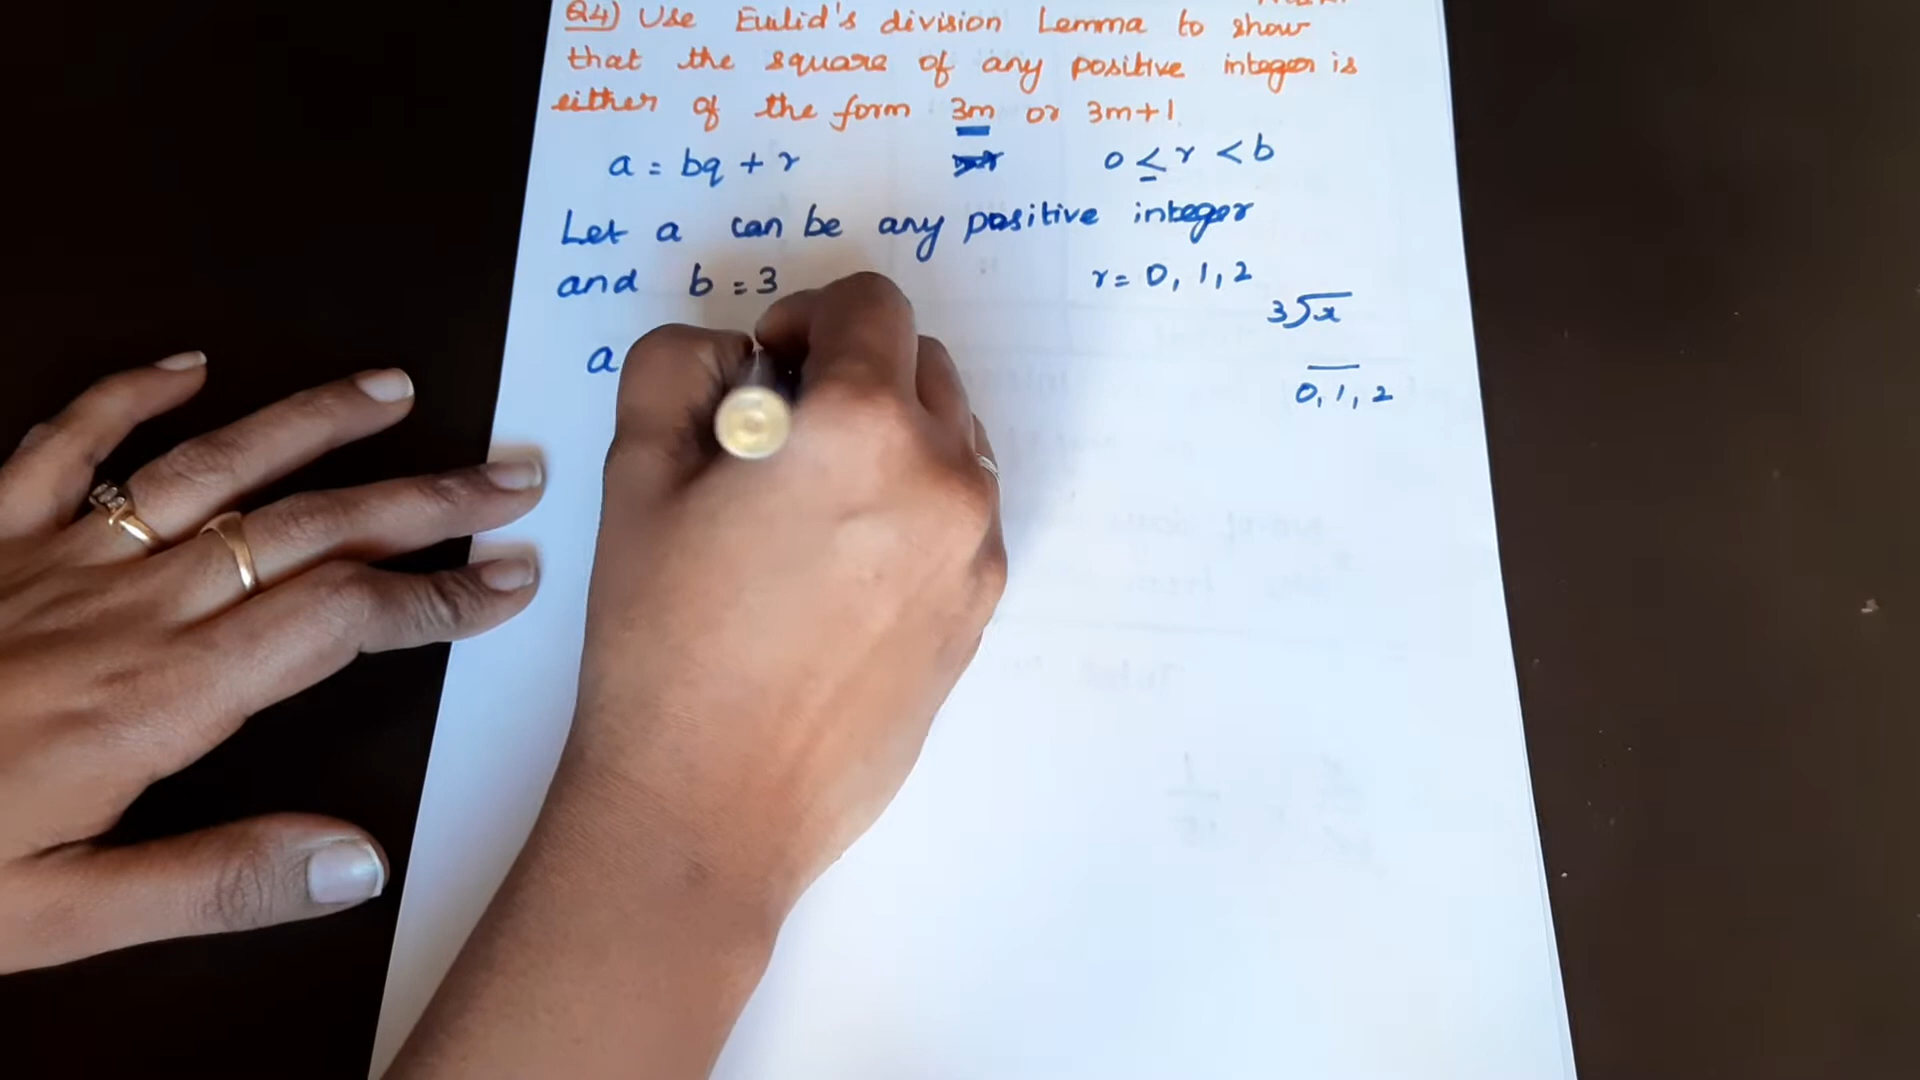 Q4) Use Eulid's division Lemma to show
that the square of any positive integer is
either of the form 3m or 3m+1
a = bq + r 0 ≤ r < b
Let a can be any positive integer
and b = 3 r = 0, 1, 2
3 x
a
0, 1, 2